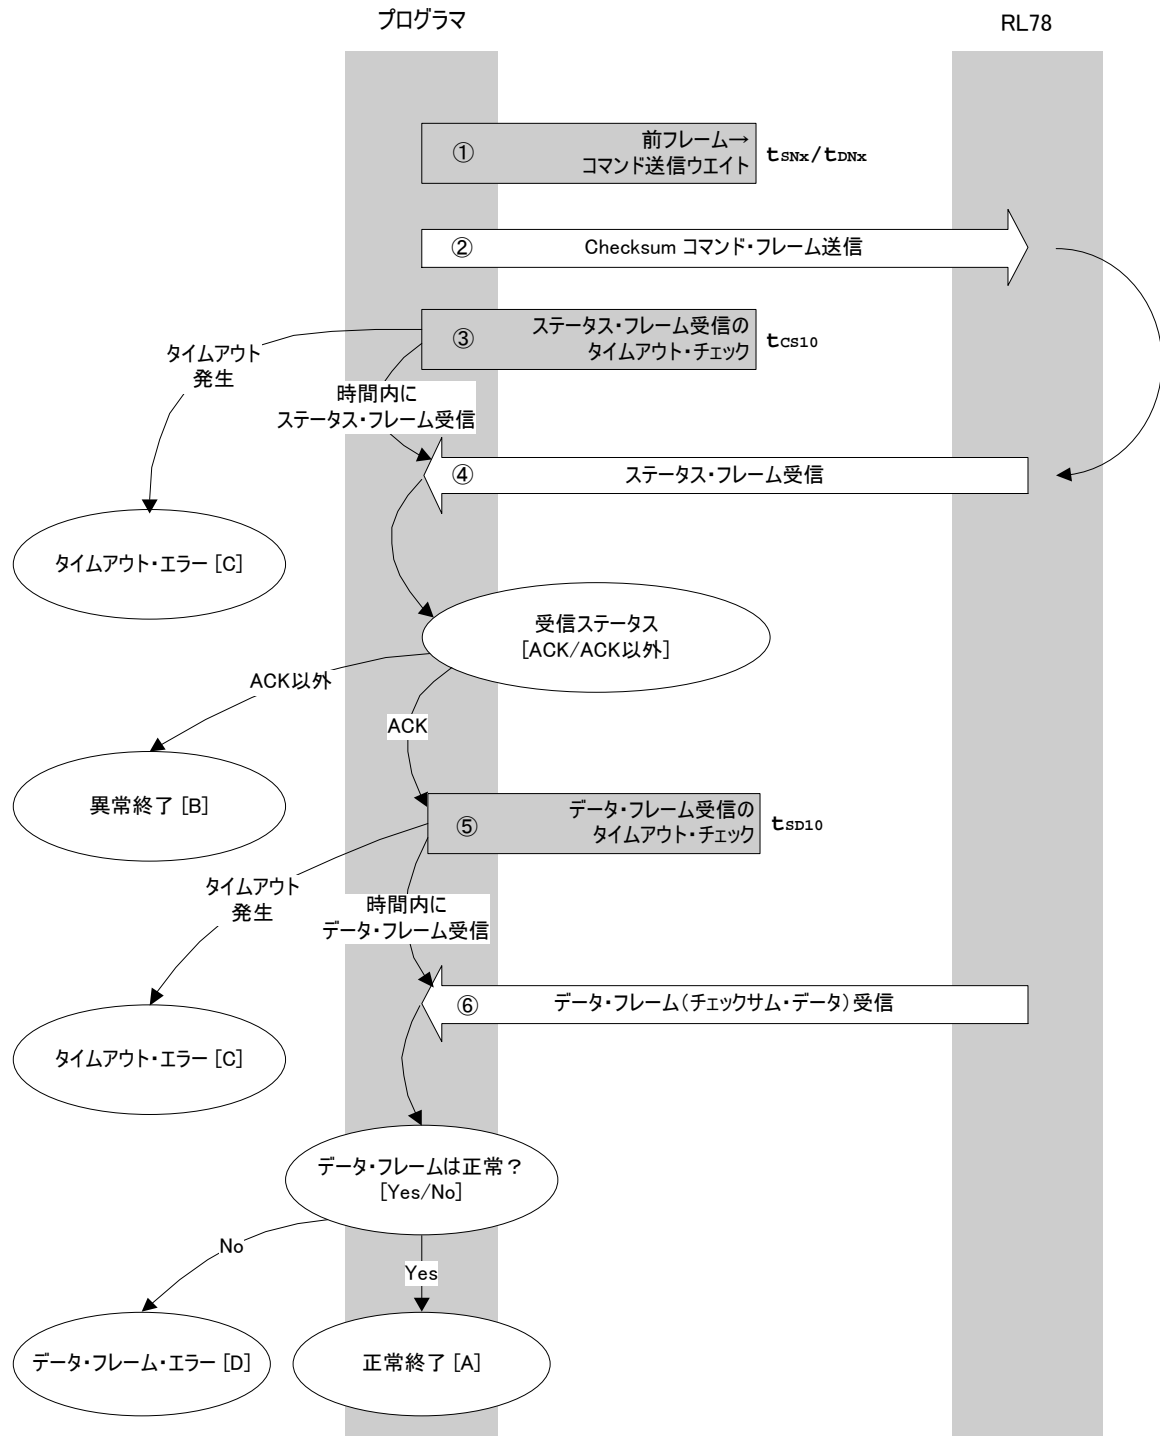 プログラマ
RL78
①
前フレーム→
コマンド送信ウエイト
tSNx/tDNx
②
Checksum コマンド・フレーム送信
③
ステータス・フレーム受信の
タイムアウト・チェック
tCS10
タイムアウト
発生
時間内に
ステータス・フレーム受信
④
ステータス・フレーム受信
タイムアウト・エラー [C]
受信ステータス
[ACK/ACK以外]
ACK以外
ACK
異常終了 [B]
⑤
データ・フレーム受信の
タイムアウト・チェック
tSD10
タイムアウト
発生
時間内に
データ・フレーム受信
⑥
データ・フレーム(チェックサム・データ)受信
タイムアウト・エラー [C]
データ・フレームは正常?
[Yes/No]
No
Yes
データ・フレーム・エラー [D]
正常終了 [A]